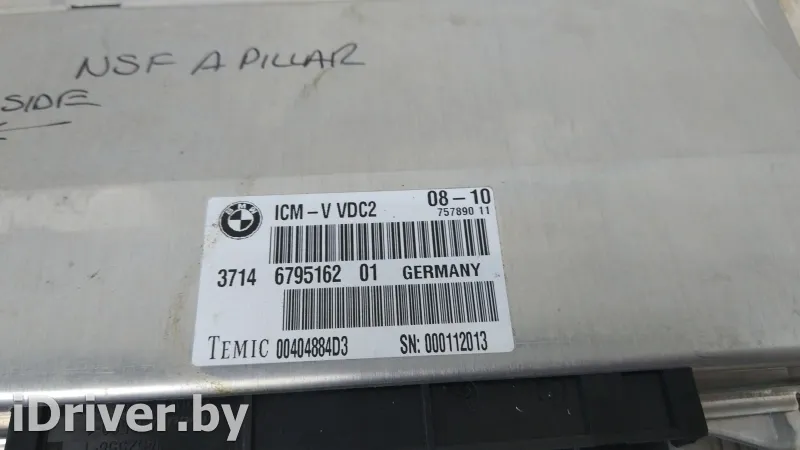 NSF A PILLAR
SIDE
BMW
ICM-V VDC2 08-10
757890 11
3714 6795162 01 GERMANY
TEMIC 00404884D3 SN: 000112013
iDriver.by